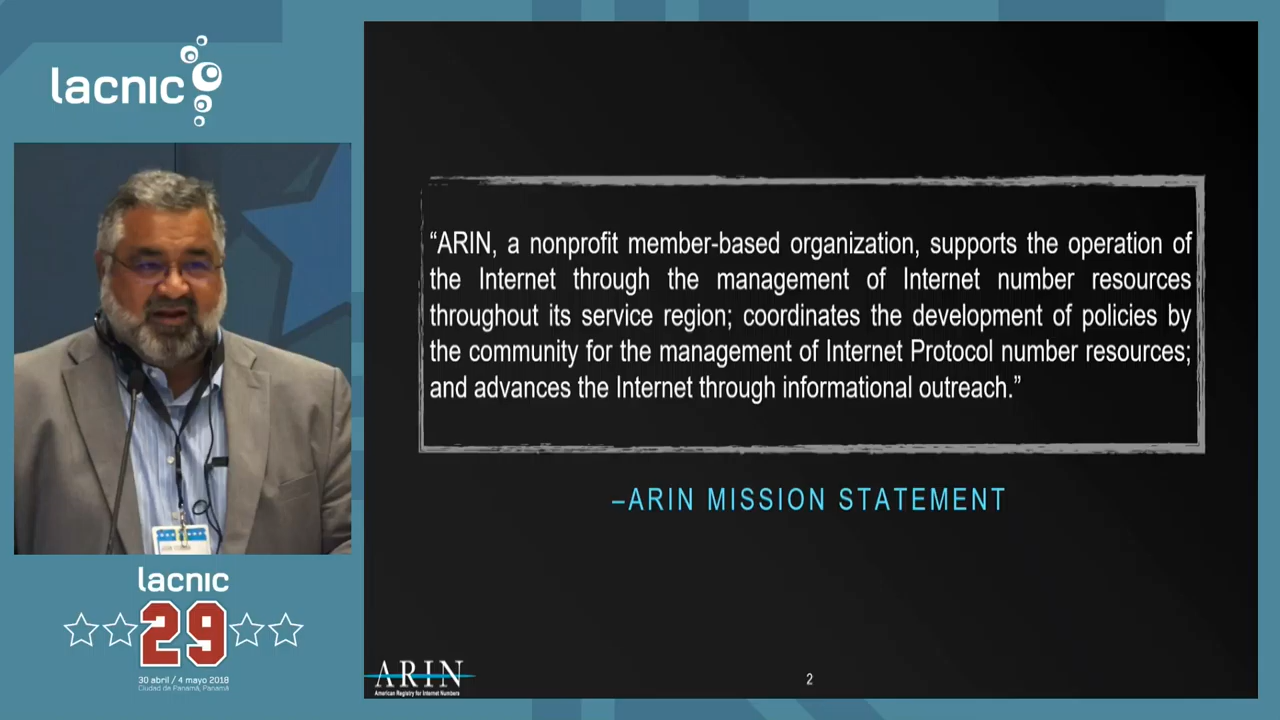 lacnic
“ARIN, a nonprofit member-based organization, supports the operation of
the Internet through the management of Internet number resources
throughout its service region; coordinates the development of policies by
the community for the management of Internet Protocol number resources;
and advances the Internet through informational outreach.”
–ARIN MISSION STATEMENT
lacnic
29
30 abril / 4 mayo 2018
Ciudad de Panamá, Panamá
ARIN
American Registry for Internet Numbers
2